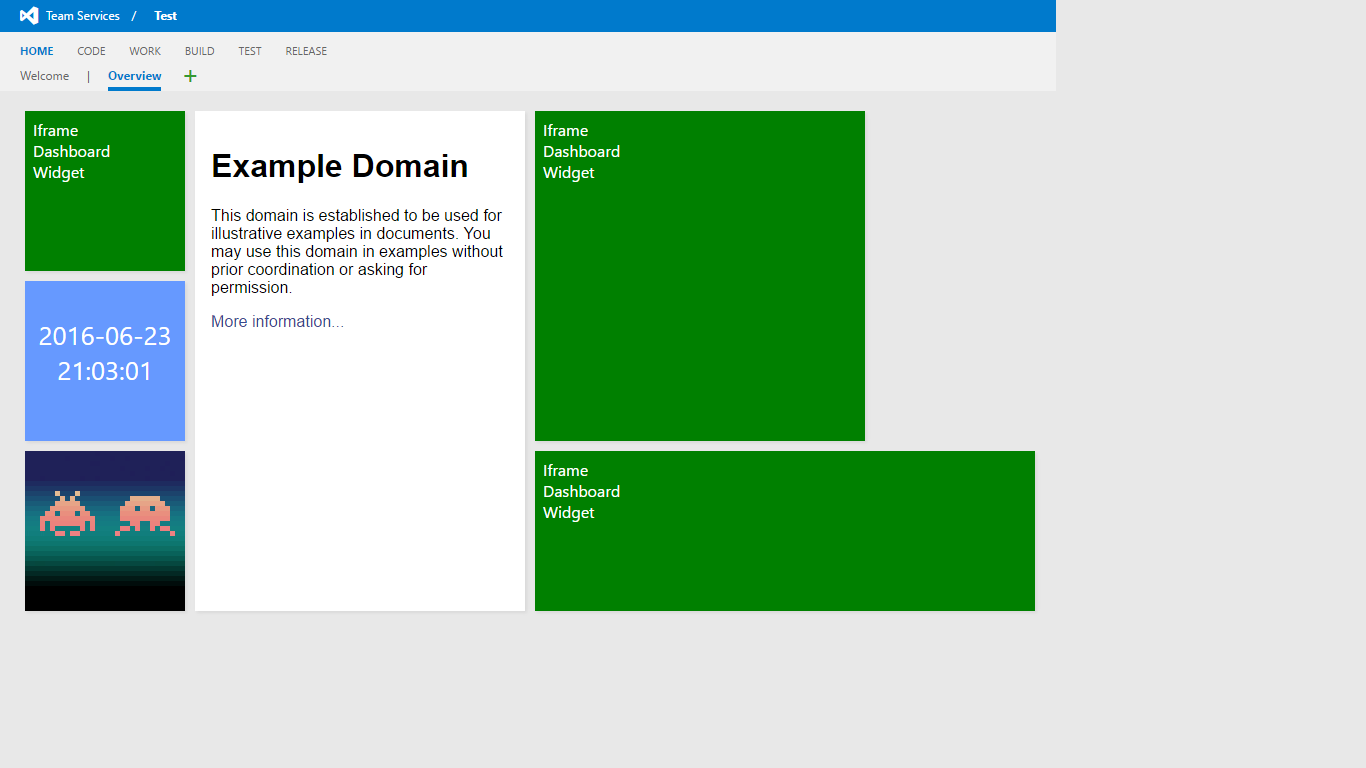 Team Services / Test
HOME CODE WORK BUILD TEST RELEASE
Welcome | Overview +
Iframe
Dashboard
Widget
2016-06-23
21:03:01
Example Domain
This domain is established to be used for
illustrative examples in documents. You
may use this domain in examples without
prior coordination or asking for
permission.
More information...
Iframe
Dashboard
Widget
Iframe
Dashboard
Widget